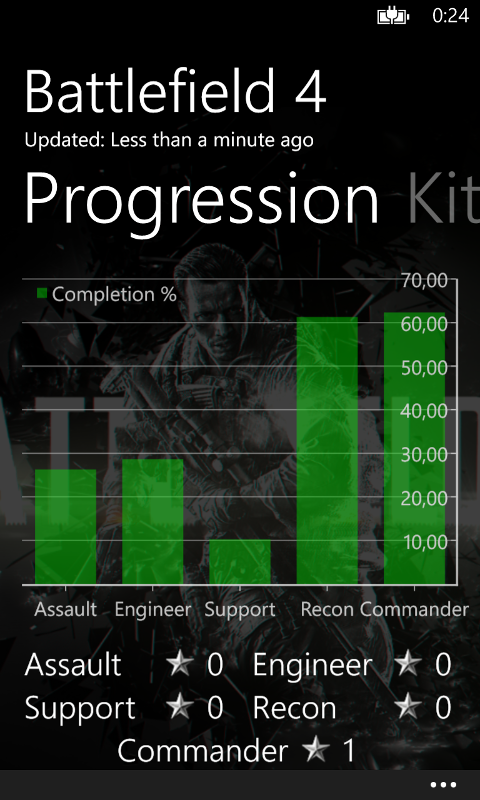 0:24
Battlefield 4
Updated: Less than a minute ago
Progression Kit
Completion %
70,00
60,00
50,00
40,00
30,00
20,00
10,00
Assault Engineer Support Recon Commander
Assault 0 Engineer 0
Support 0 Recon 0
Commander 1